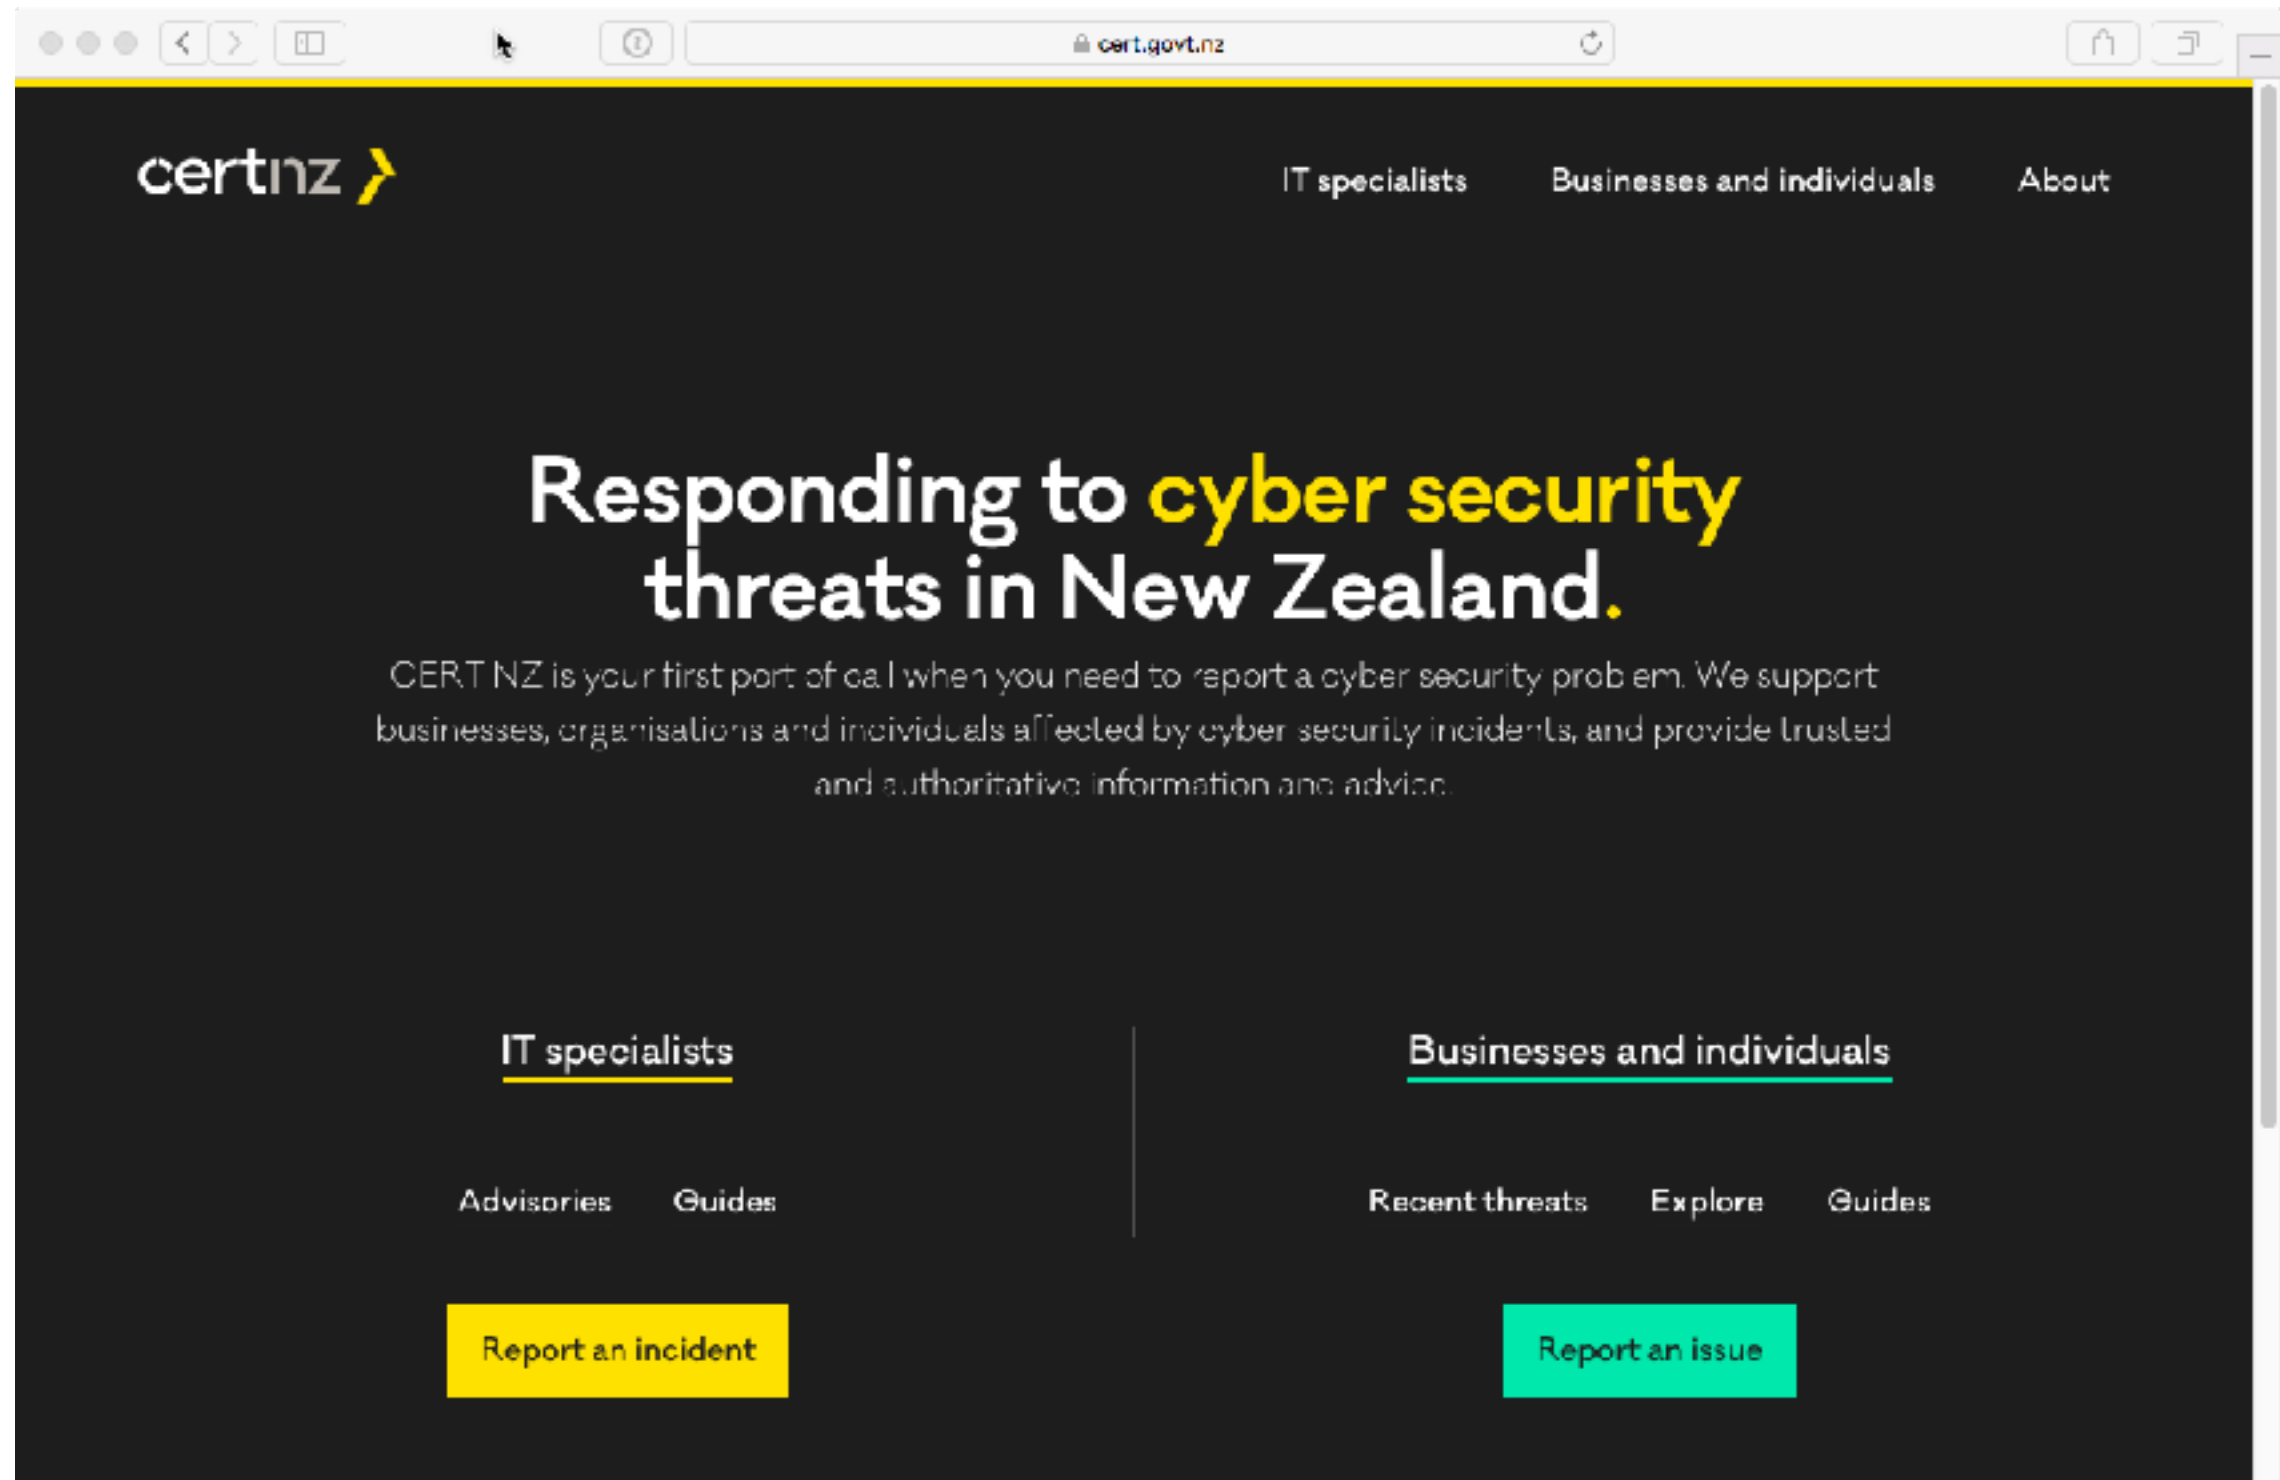 cert.govt.nz
certnz
IT specialists Businesses and individuals About
Responding to cyber security
threats in New Zealand.
CERT NZ is your first port of call when you need to report a cyber security problem. We support
businesses, organisations and individuals affected by cyber security incidents, and provide trusted
and authoritative information and advice.
IT specialists
Advisories Guides
Report an incident
Businesses and individuals
Recent threats Explore Guides
Report an issue